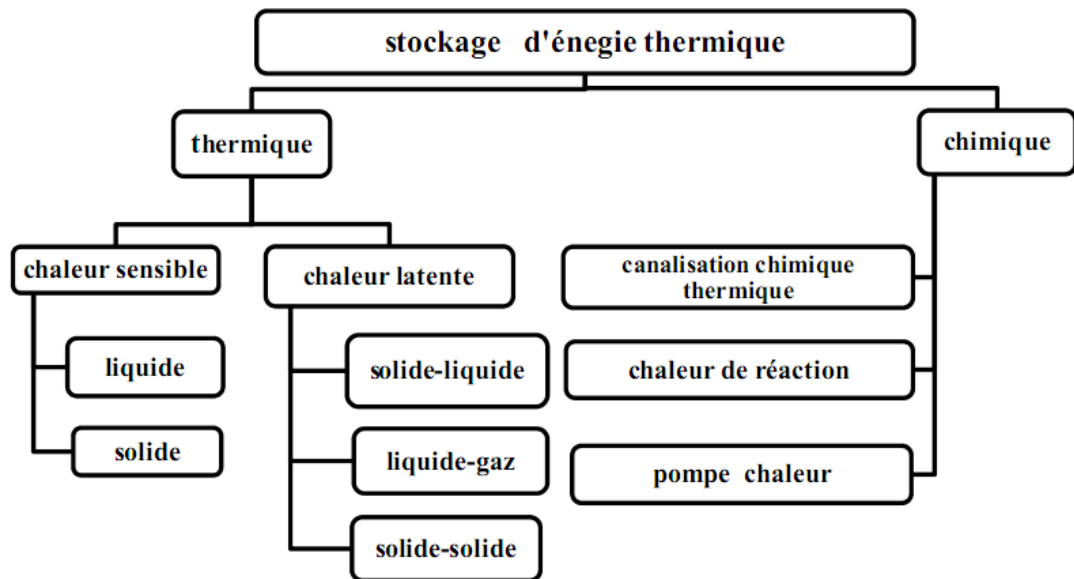 stockage d'énegie thermique
thermique
chimique
chaleur sensible
chaleur latente
canalisation chimique
thermique
liquide
solide-liquide
chaleur de réaction
solide
liquide-gaz
pompe chaleur
solide-solide